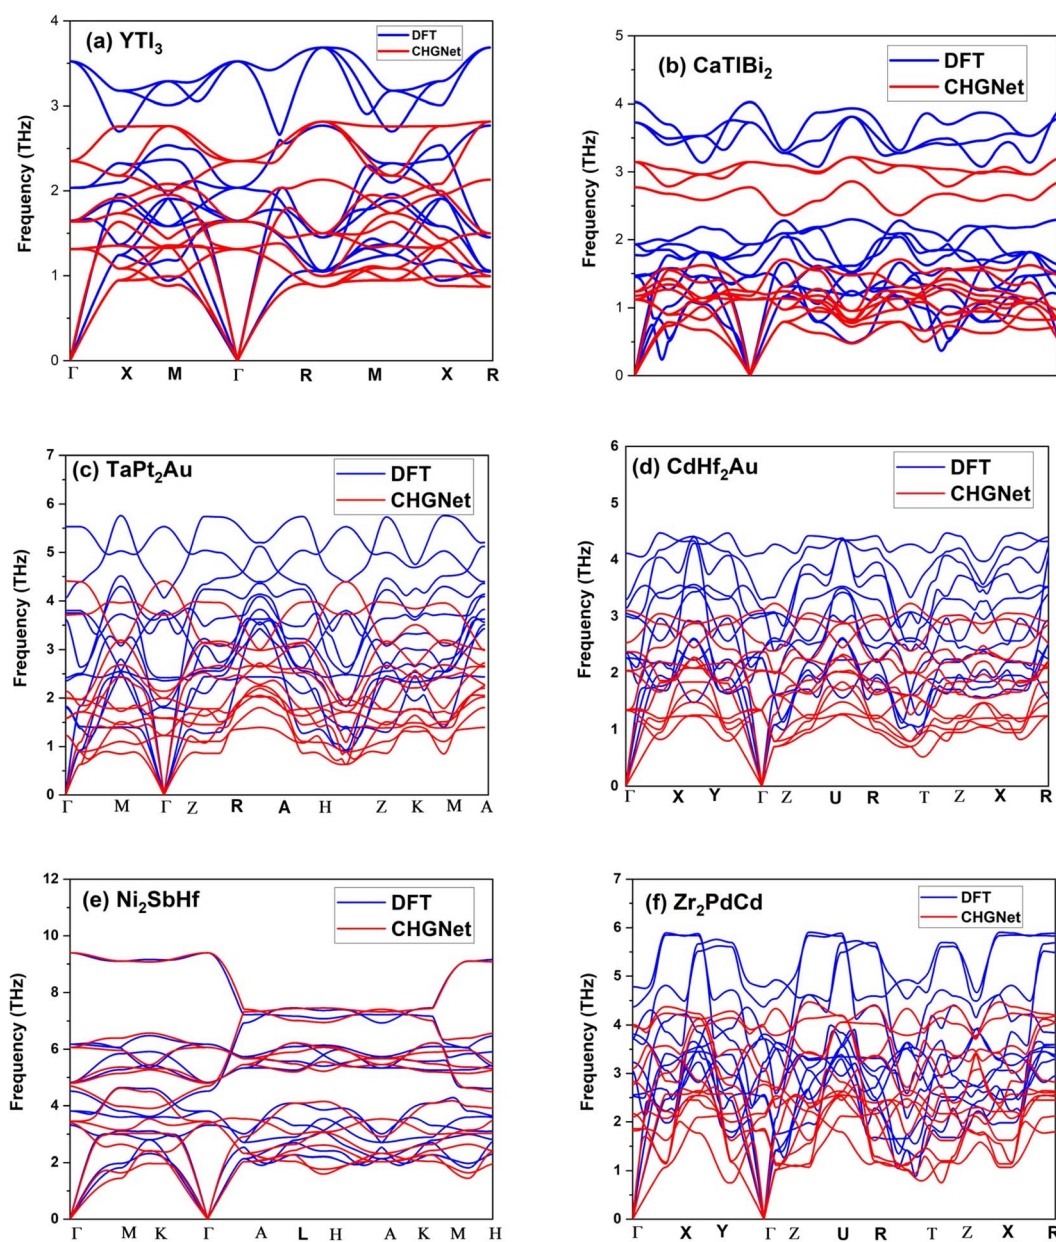 (a) YTl₃
DFT
CHGNet
Frequency (THz)
4
3
2
1
0
Γ X M Γ R M X R
(b) CaTlBi₂
DFT
CHGNet
Frequency (THz)
5
4
3
2
1
0
(c) TaPt₂Au
DFT
CHGNet
Frequency (THz)
7
6
5
4
3
2
1
0
Γ M Γ Z R A H Z K M A
(d) CdHf₂Au
DFT
CHGNet
Frequency (THz)
6
5
4
3
2
1
0
Γ X Y Γ Z U R T Z X R
(e) Ni₂SbHf
DFT
CHGNet
Frequency (THz)
12
10
8
6
4
2
0
Γ M K Γ A L H A K M H
(f) Zr₂PdCd
DFT
CHGNet
Frequency (THz)
7
6
5
4
3
2
1
0
Γ X Y Γ Z U R T Z X R